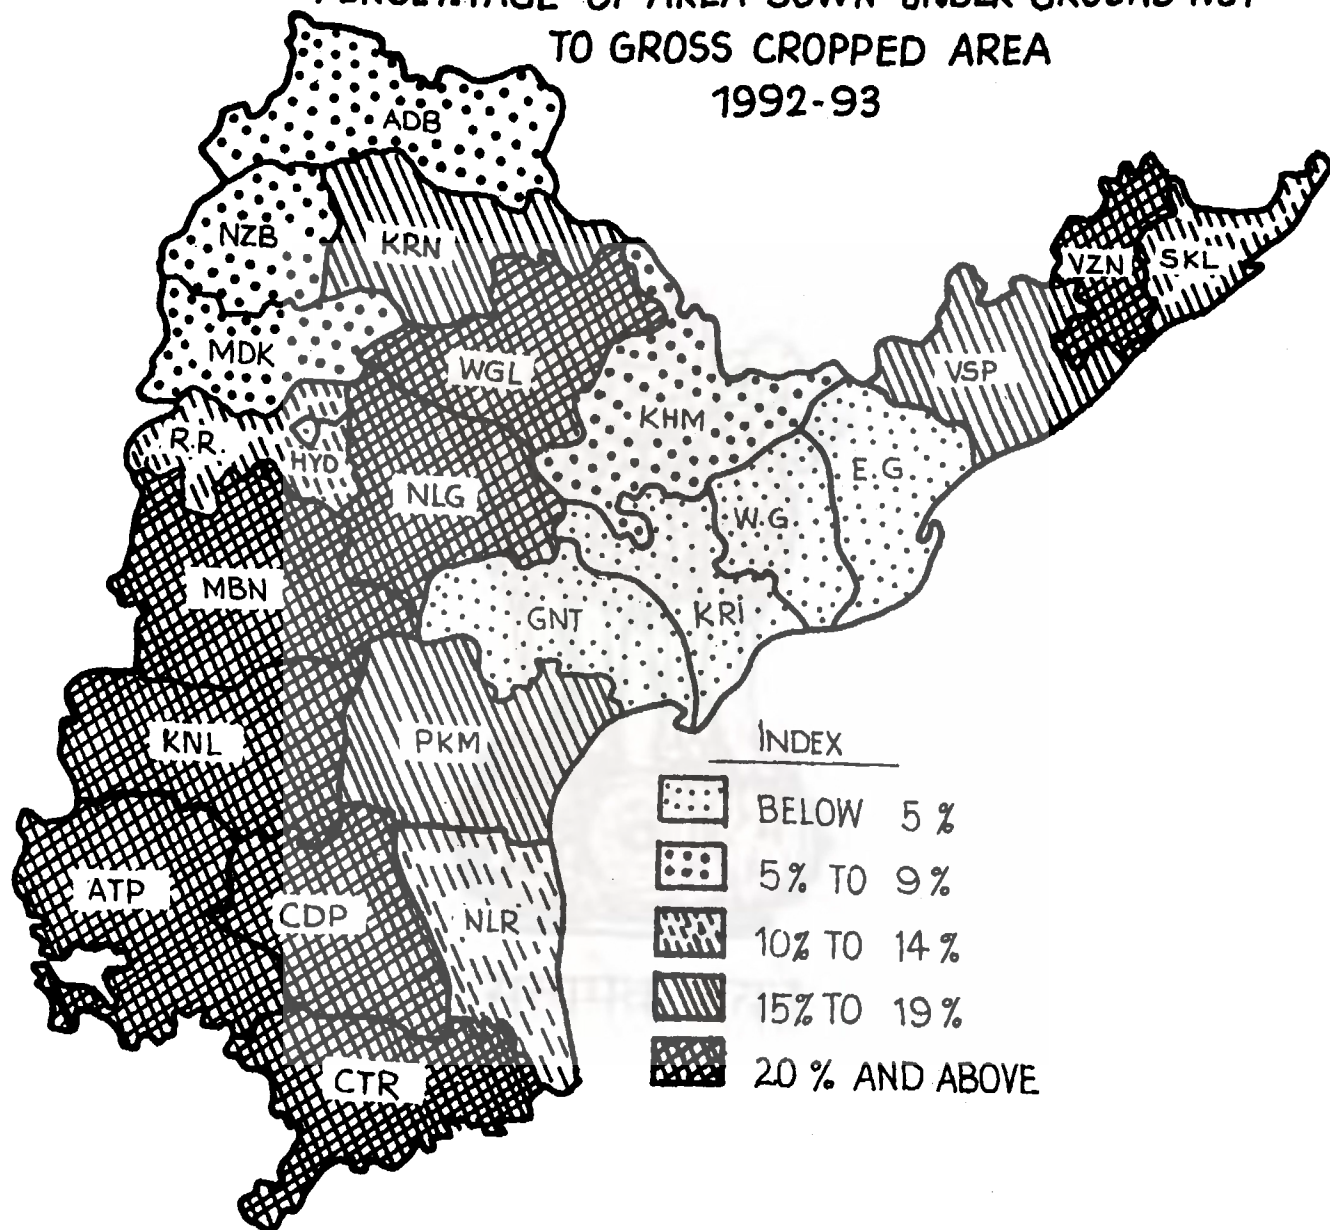 TO GROSS CROPPED AREA
1992-93
ADB
NZB
KRN
MDK
WGL
KHM
R.R.
HYD
NLG
MBN
GNT
KRI
W.G.
E.G.
VSP
VZN
SKL
KNL
PKM
ATP
CDP
NLR
CTR
INDEX
BELOW 5 %
5% TO 9%
10% TO 14%
15% TO 19%
20% AND ABOVE